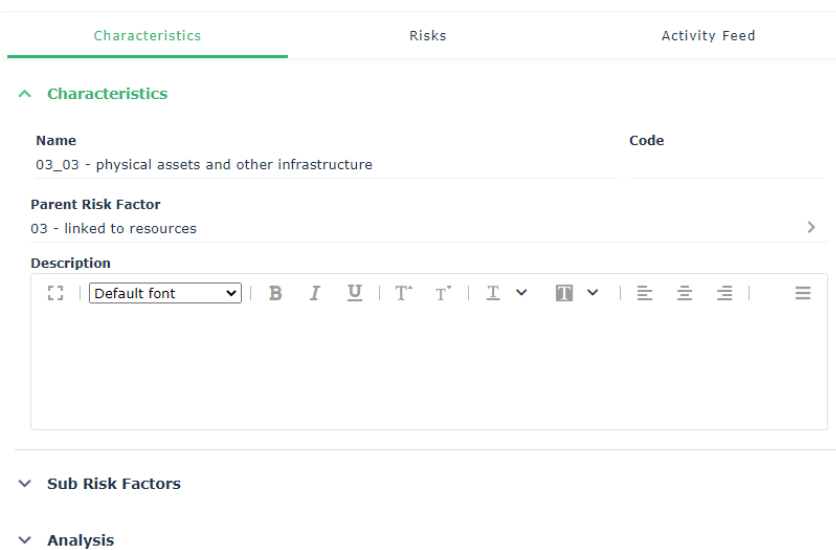 Characteristics Risks Activity Feed
Characteristics
Name Code
03_03 - physical assets and other infrastructure
Parent Risk Factor
03 - linked to resources
Description
Default font B I U T T T T
Sub Risk Factors
Analysis